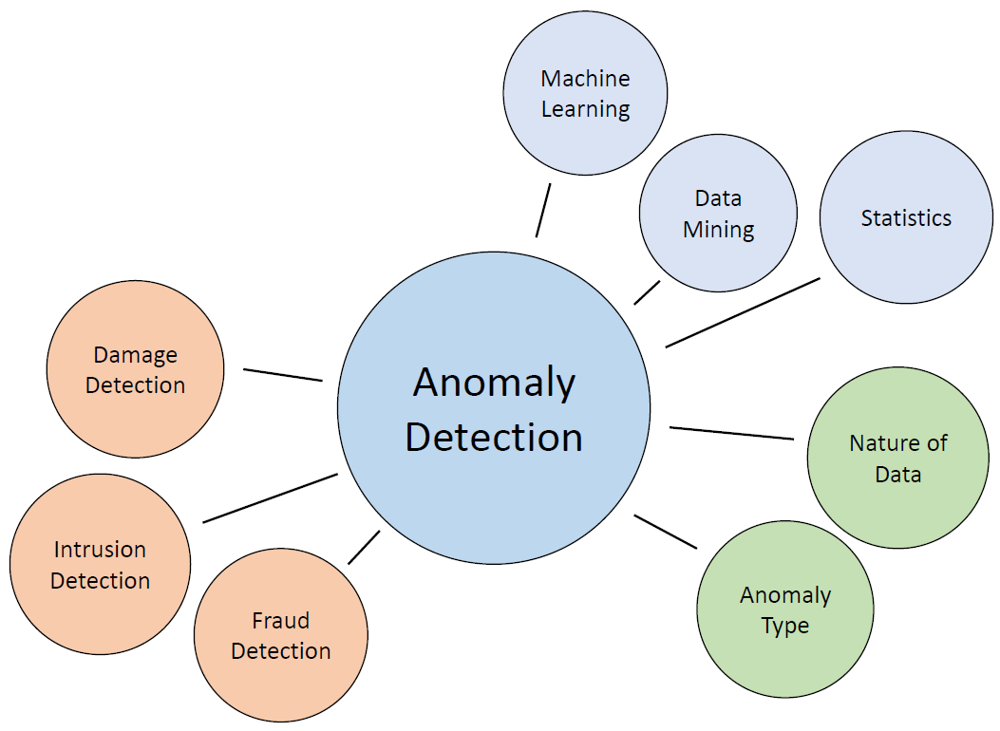 Machine
Learning
Data
Mining
Statistics
Damage
Detection
Anomaly
Detection
Nature of
Data
Intrusion
Detection
Fraud
Detection
Anomaly
Type